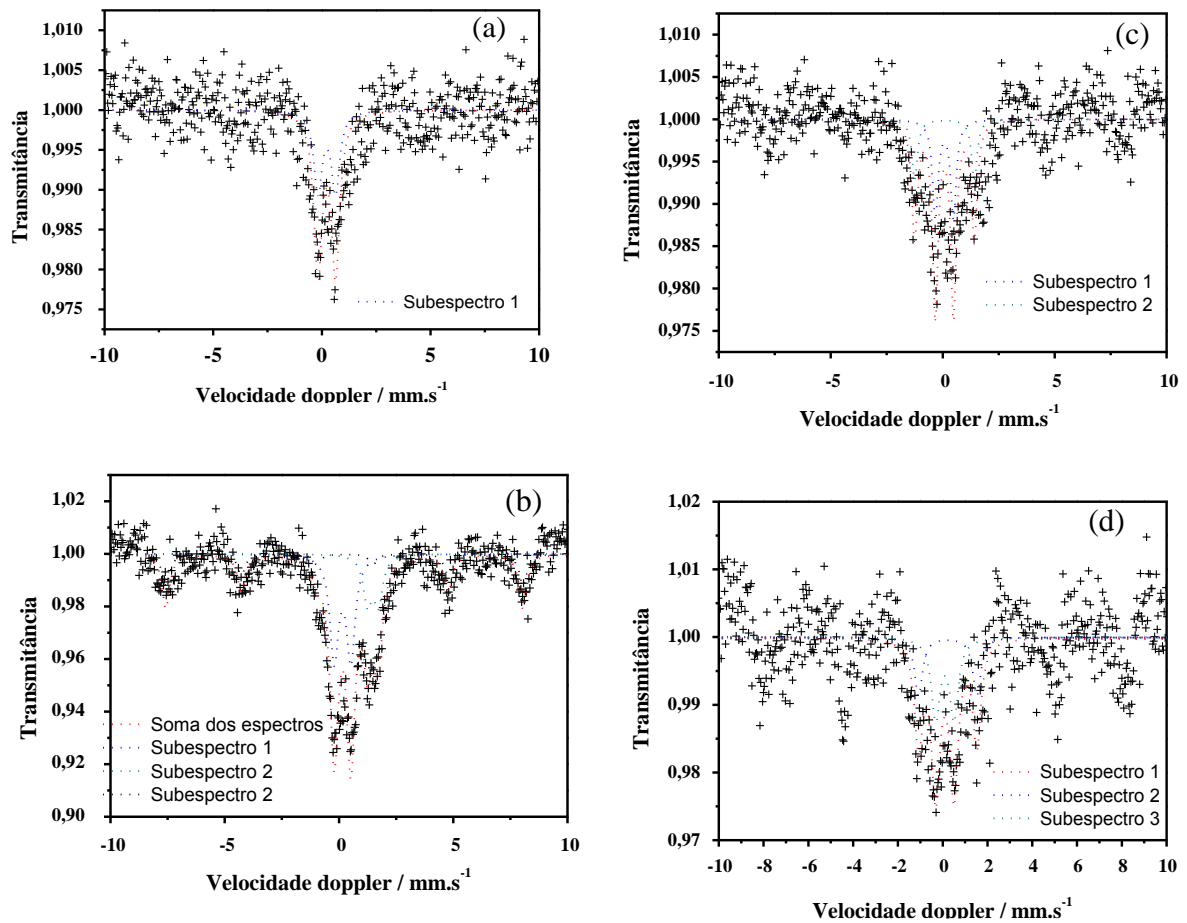 (a)
1,010
1,005
1,000
0,995
0,990
0,985
0,980
0,975
Transmitância
Subespectro 1
-10 -5 0 5 10
Velocidade doppler / mm.s-1
(c)
1,010
1,005
1,000
0,995
0,990
0,985
0,980
0,975
Transmitância
Subespectro 1
Subespectro 2
-10 -5 0 5 10
Velocidade doppler / mm.s-1
(b)
1,02
1,00
0,98
0,96
0,94
0,92
0,90
Transmitância
Soma dos espectros
Subespectro 1
Subespectro 2
Subespectro 2
-10 -5 0 5 10
Velocidade doppler / mm.s-1
(d)
1,02
1,01
1,00
0,99
0,98
0,97
Transmitância
Subespectro 1
Subespectro 2
Subespectro 3
-10 -8 -6 -4 -2 0 2 4 6 8 10
Velocidade doppler / mm.s-1